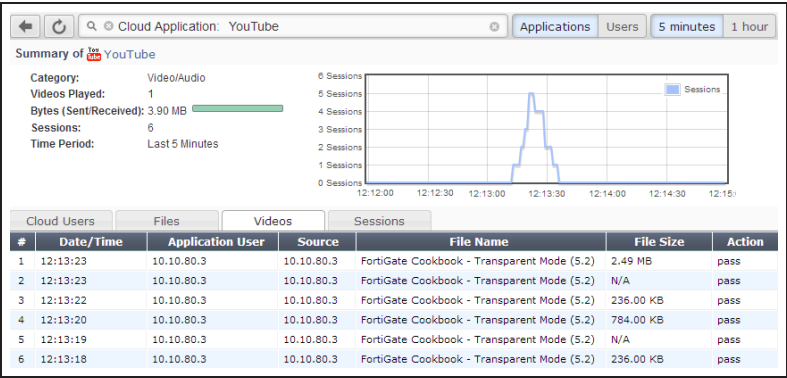 Cloud Application: YouTube Applications Users 5 minutes 1 hour
Summary of You Tube YouTube
Category: Video/Audio
Videos Played: 1
Bytes (Sent/Received): 3.90 MB
Sessions: 6
Time Period: Last 5 Minutes
6 Sessions
5 Sessions
4 Sessions
3 Sessions
2 Sessions
1 Sessions
0 Sessions
Sessions
12:12:00 12:12:30 12:13:00 12:13:30 12:14:00 12:14:30 12:15:
Cloud Users Files Videos Sessions
# Date/Time Application User Source File Name File Size Action
1 12:13:23 10.10.80.3 10.10.80.3 FortiGate Cookbook - Transparent Mode (5.2) 2.49 MB pass
2 12:13:23 10.10.80.3 10.10.80.3 FortiGate Cookbook - Transparent Mode (5.2) N/A pass
3 12:13:22 10.10.80.3 10.10.80.3 FortiGate Cookbook - Transparent Mode (5.2) 236.00 KB pass
4 12:13:20 10.10.80.3 10.10.80.3 FortiGate Cookbook - Transparent Mode (5.2) 784.00 KB pass
5 12:13:19 10.10.80.3 10.10.80.3 FortiGate Cookbook - Transparent Mode (5.2) N/A pass
6 12:13:18 10.10.80.3 10.10.80.3 FortiGate Cookbook - Transparent Mode (5.2) 236.00 KB pass